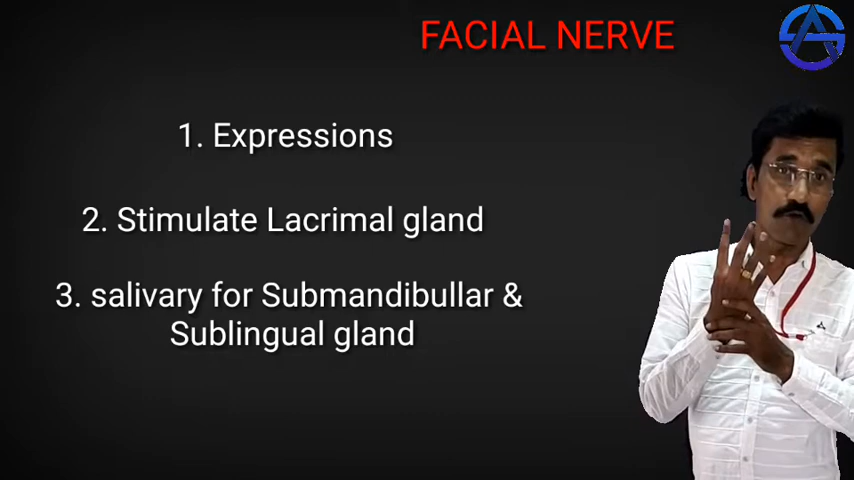 FACIAL NERVE
1. Expressions
2. Stimulate Lacrimal gland
3. salivary for Submandibullar &
Sublingual gland